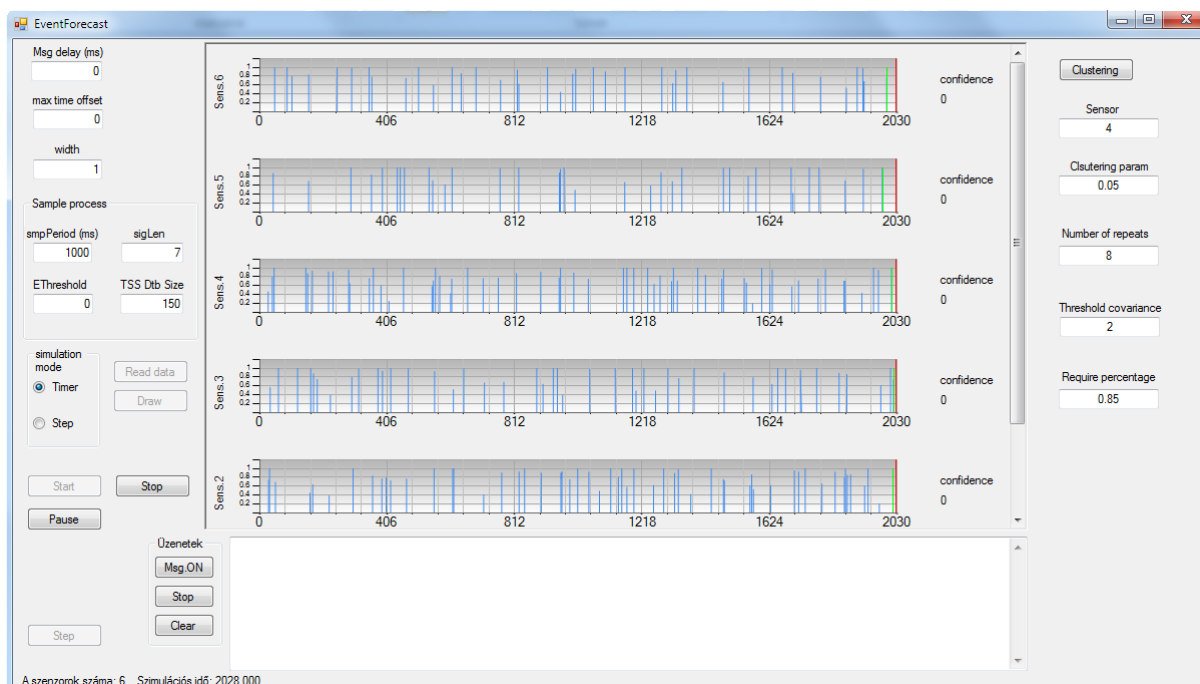 EventForecast
Msg delay (ms)
0
max time offset
0
width
1
Sample process
smpPeriod (ms) sigLen
1000 7
EThreshold TSS Dtb Size
0 150
simulation
mode
Timer
Step
Read data
Draw
Start Stop
Pause
Sens.6
1
0.8
0.6
0.4
0.2
0 406 812 1218 1624 2030
confidence
0
Sens.5
1
0.8
0.6
0.4
0.2
0 406 812 1218 1624 2030
confidence
0
Sens.4
1
0.8
0.6
0.4
0.2
0 406 812 1218 1624 2030
confidence
0
Sens.3
1
0.8
0.6
0.4
0.2
0 406 812 1218 1624 2030
confidence
0
Sens.2
1
0.8
0.6
0.4
0.2
0 406 812 1218 1624 2030
confidence
0
Clustering
Sensor
4
Clsutering param
0.05
Number of repeats
8
Threshold covariance
2
Require percentage
0.85
Üzenetek
Msg.ON
Stop
Clear
Step
A szenzorok száma: 6 Szimulációs idő: 2028,000